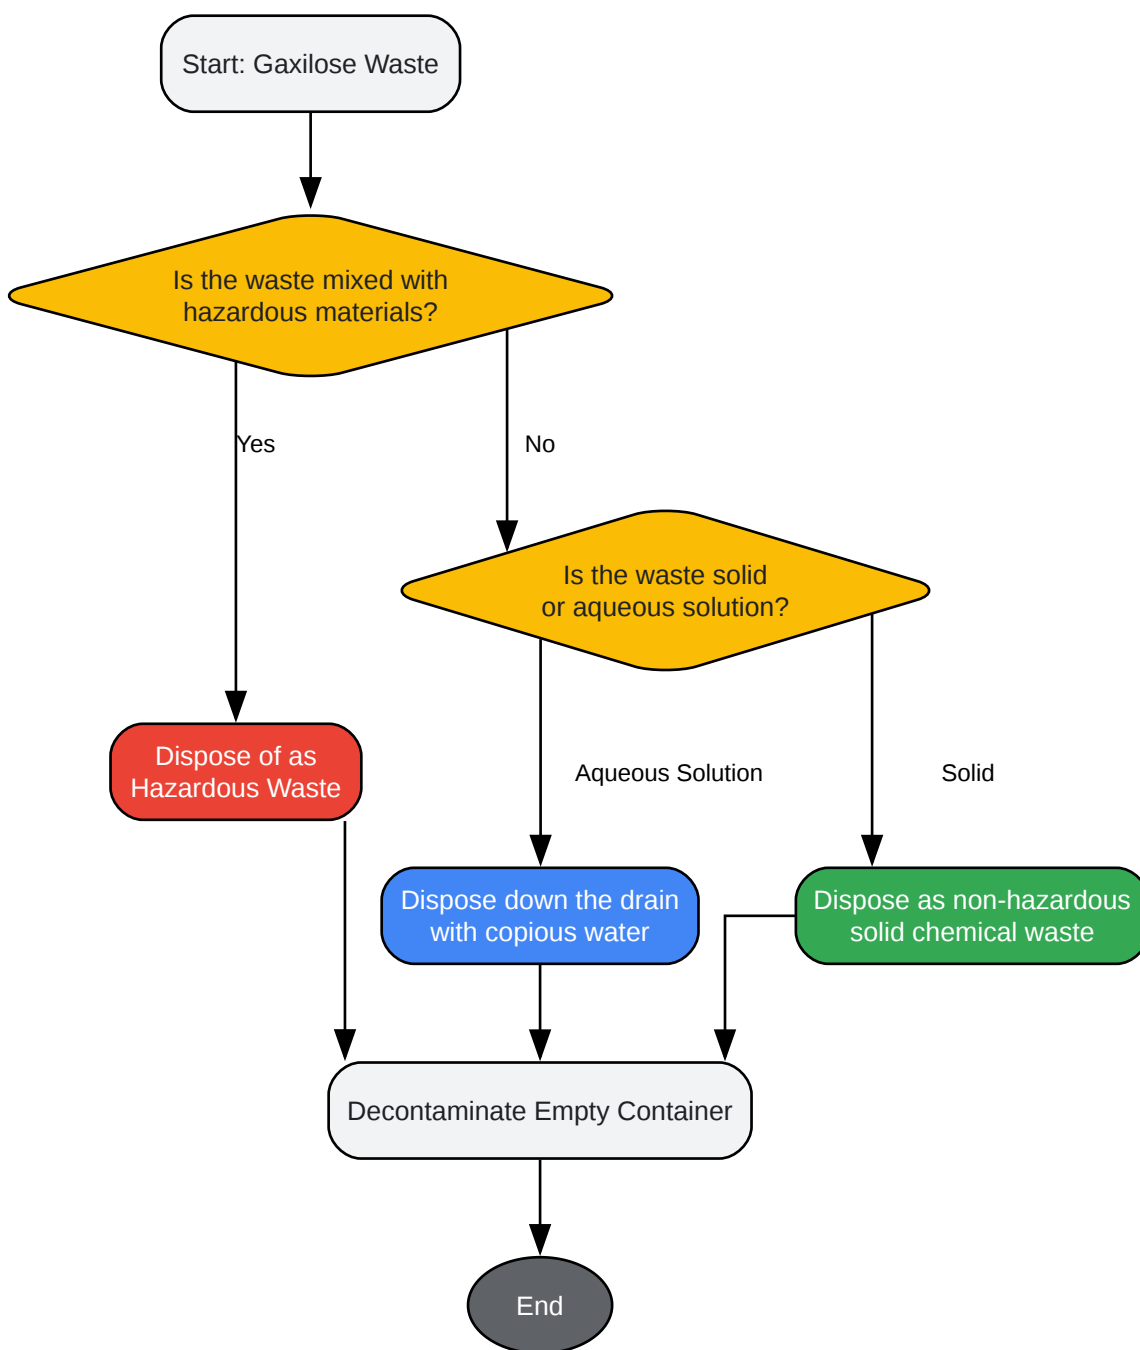 Start: Gaxilose Waste
Is the waste mixed with
hazardous materials?
Yes
No
Is the waste solid
or aqueous solution?
Dispose of as
Hazardous Waste
Aqueous Solution
Solid
Dispose down the drain
with copious water
Dispose as non-hazardous
solid chemical waste
Decontaminate Empty Container
End